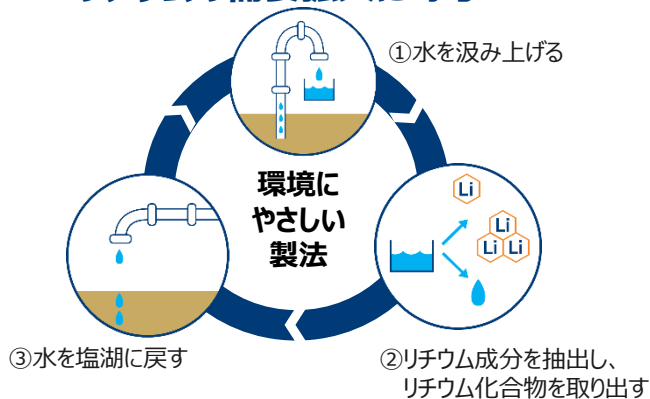 ①水を汲み上げる
環境に
やさしい
製法
Li
Li
Li Li
②リチウム成分を抽出し、
リチウム化合物を取り出す
③水を塩湖に戻す